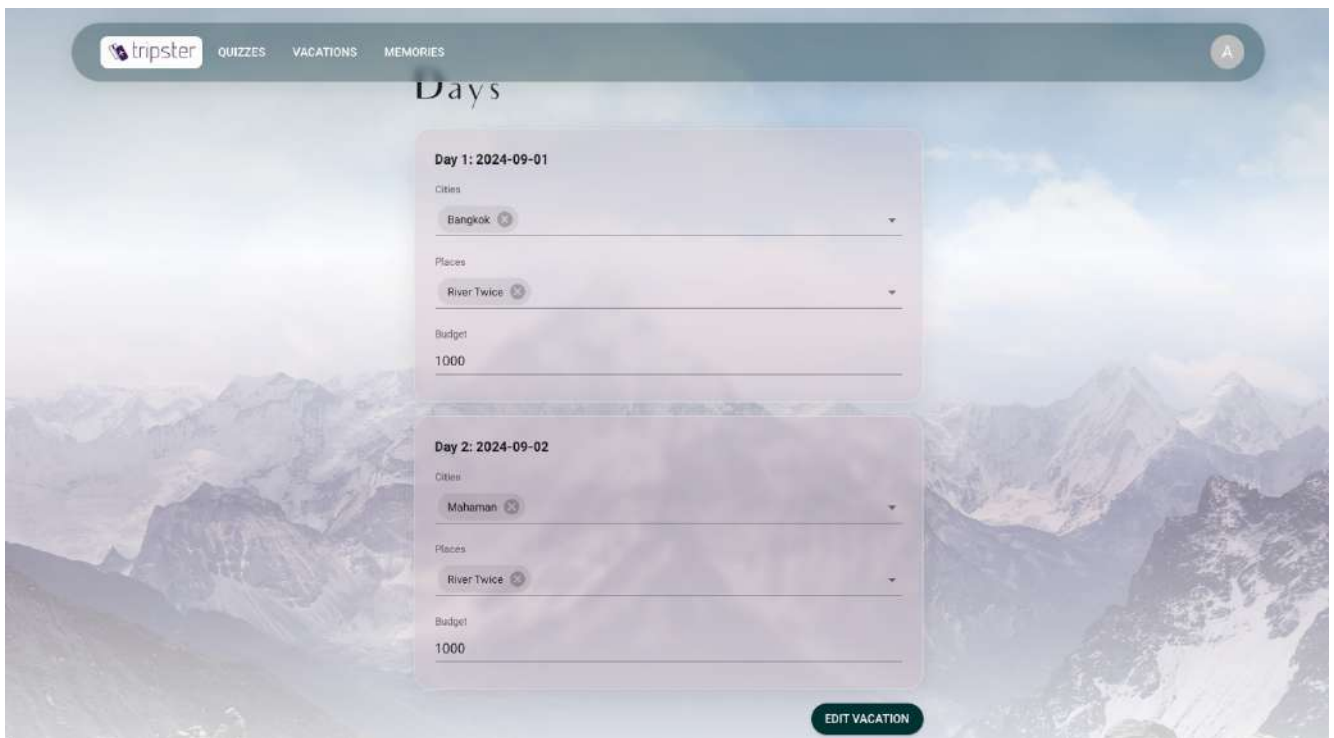 tripster QUIZZES VACATIONS MEMORIES A
Days
Day 1: 2024-09-01
Cities
Bangkok
Places
River Twice
Budget
1000
Day 2: 2024-09-02
Cities
Mahaman
Places
River Twice
Budget
1000
EDIT VACATION